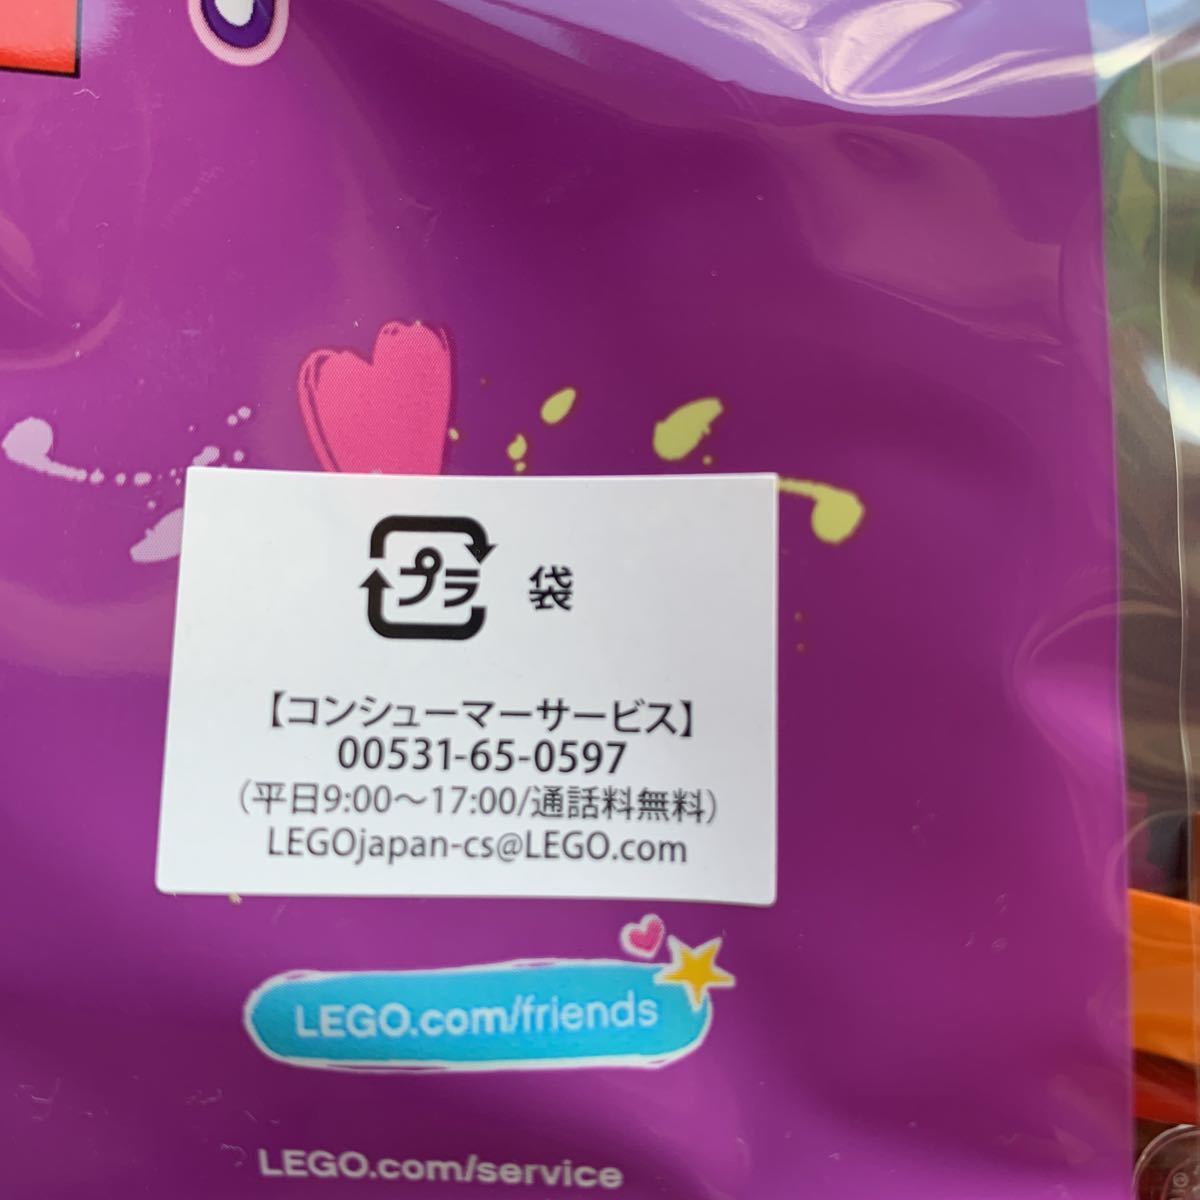 プラ 袋
【コンシューマーサービス】
00531-65-0597
（平日9:00～17:00/通話料無料）
LEGOjapan-cs@LEGO.com
LEGO.com/friends
LEGO.com/service